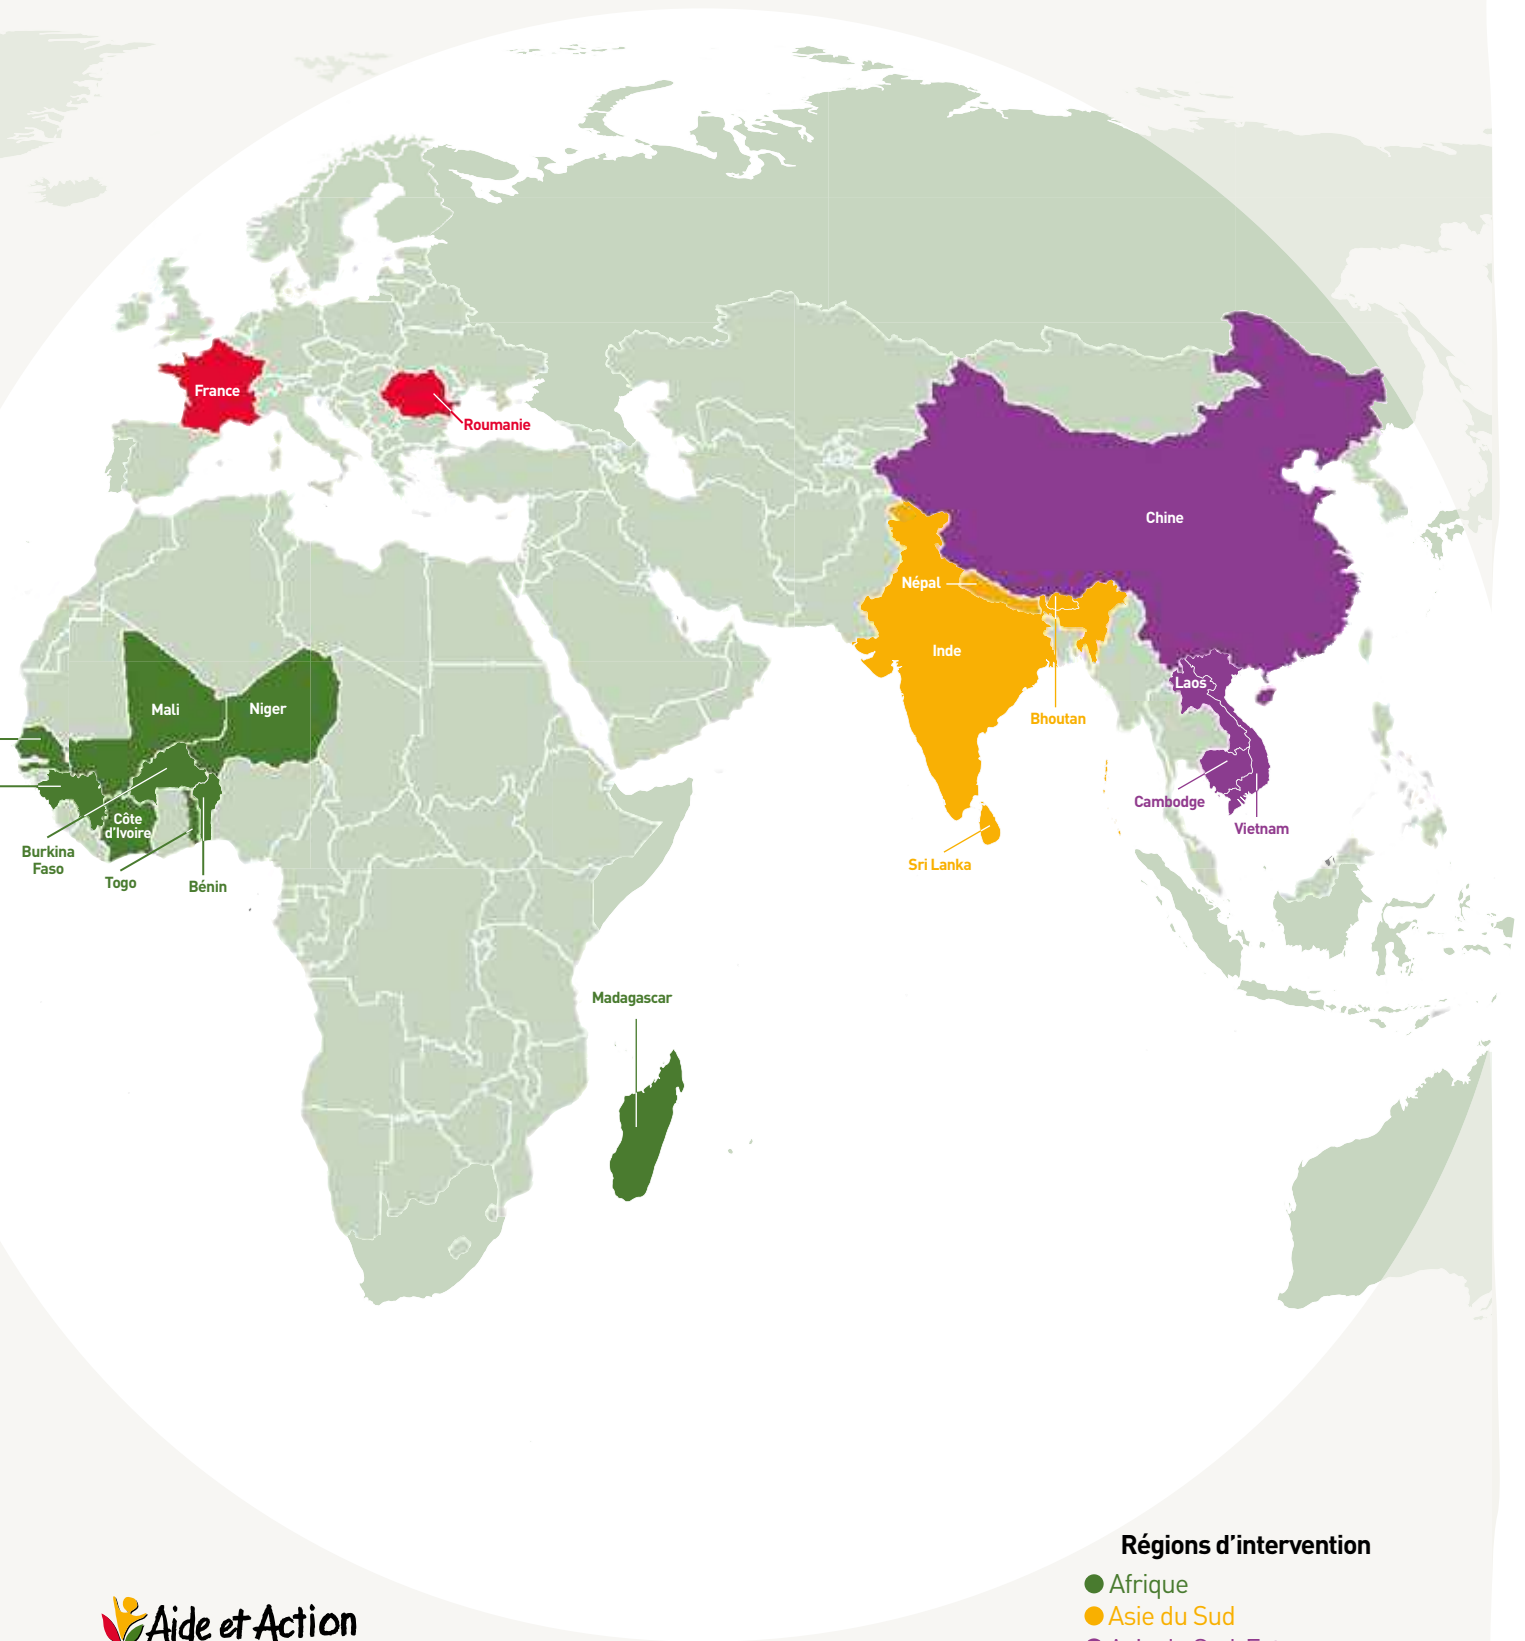 France
Roumanie
Chine
Népal
Inde
Bhoutan
Laos
Mali
Niger
Cambodge
Vietnam
Côte
d'Ivoire
Burkina
Faso
Togo
Bénin
Sri Lanka
Madagascar
Régions d'intervention
Afrique
Asie du Sud
Aide et Action